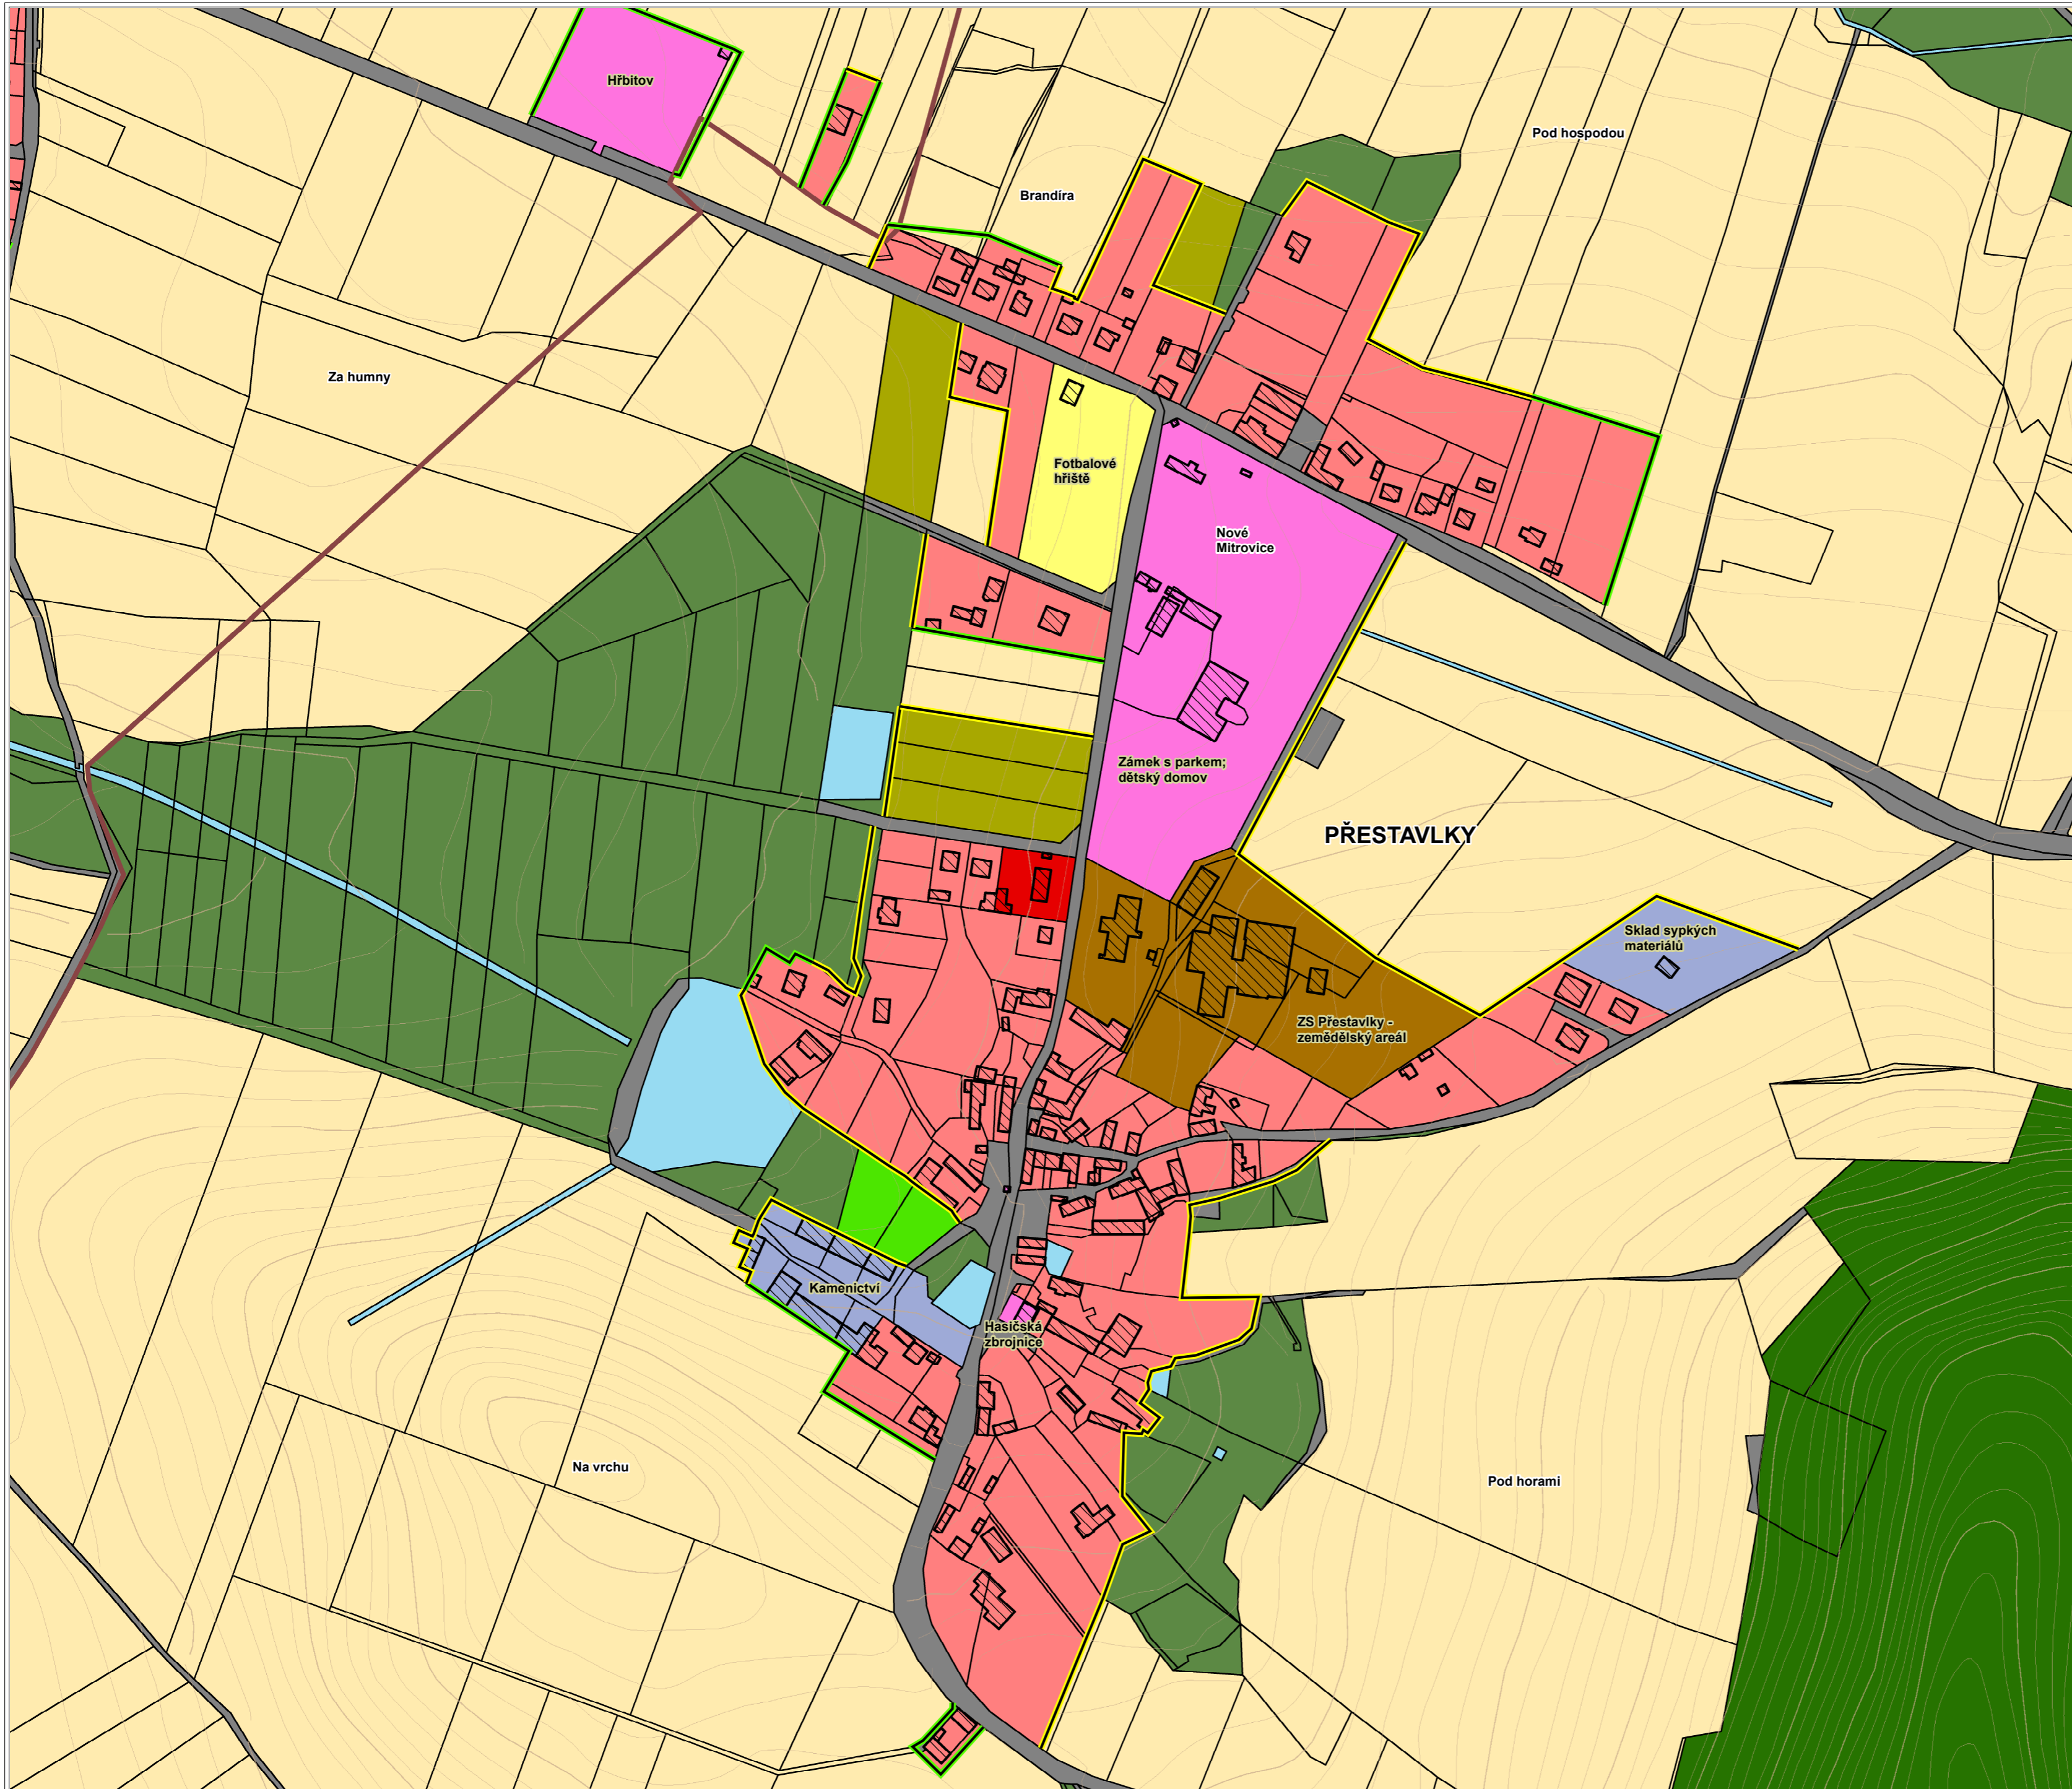 Hřbitov
Pod hospodou
Brandíra
Za humny
Fotbalové
hřiště
Nové
Mitrovice
Zámek s parkem;
dětský domov
PŘESTAVLKY
Sklad sypkých
materiálů
ZS Přestavlky -
zemědělský areál
Kamenictví
Hasičská
zbrojnice
Na vrchu
Pod horami